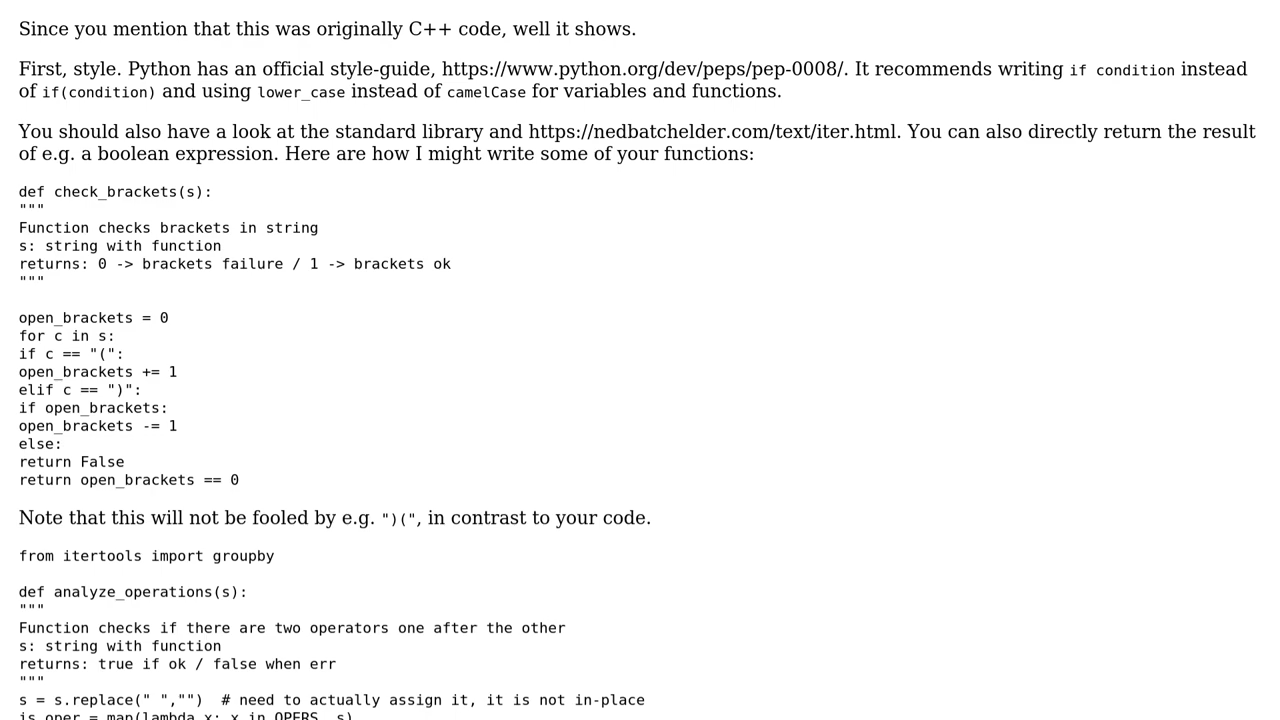 Since you mention that this was originally C++ code, well it shows.
First, style. Python has an official style-guide, https://www.python.org/dev/peps/pep-0008/. It recommends writing if condition instead
of if(condition) and using lower_case instead of camelCase for variables and functions.
You should also have a look at the standard library and https://nedbatchelder.com/text/iter.html. You can also directly return the result
of e.g. a boolean expression. Here are how I might write some of your functions:
def check_brackets(s):
"""
Function checks brackets in string
s: string with function
returns: 0 -> brackets failure / 1 -> brackets ok
"""
open_brackets = 0
for c in s:
if c == "(":
open_brackets += 1
elif c == ")":
if open_brackets:
open_brackets -= 1
else:
return False
return open_brackets == 0
Note that this will not be fooled by e.g. ")(", in contrast to your code.
from itertools import groupby
def analyze_operations(s):
"""
Function checks if there are two operators one after the other
s: string with function
returns: true if ok / false when err
"""
s = s.replace(" ","")  # need to actually assign it, it is not in-place
is_oper = map(lambda x: x in OPERS, s)